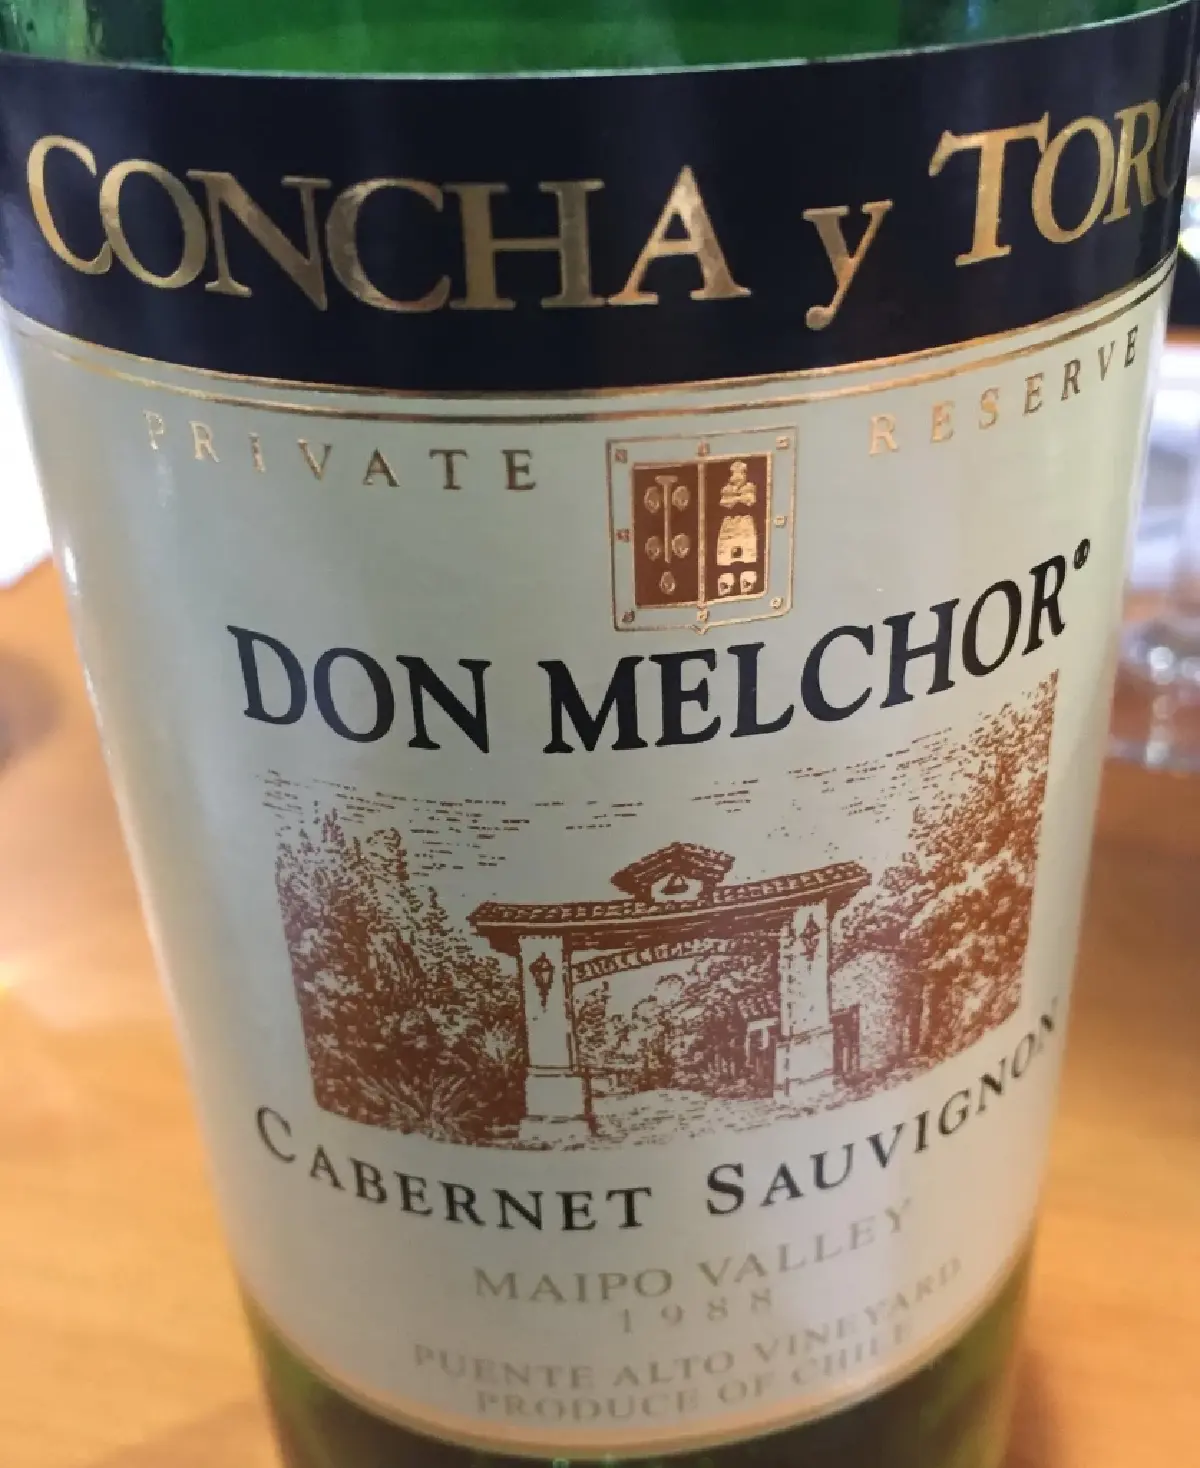 CONCHA y TORO
PRIVATE RESERVE
DON MELCHOR®
CABERNET SAUVIGNON
MAIPO VALLEY
1988
PUENTE ALTO VINEYARD
PRODUCE OF CHILE